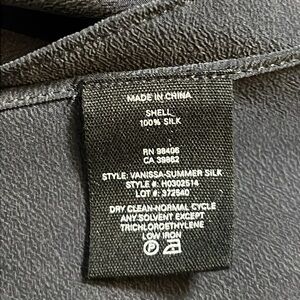 MADE IN CHINA
SHELL
100% SILK
RN 98406
CA 39862
STYLE: VANISSA-SUMMER SILK
STYLE #: H0302514
LOT #: 372540
DRY CLEAN-NORMAL CYCLE
ANY SOLVENT EXCEPT
TRICHLOROETHYLENE
LOW IRON
P